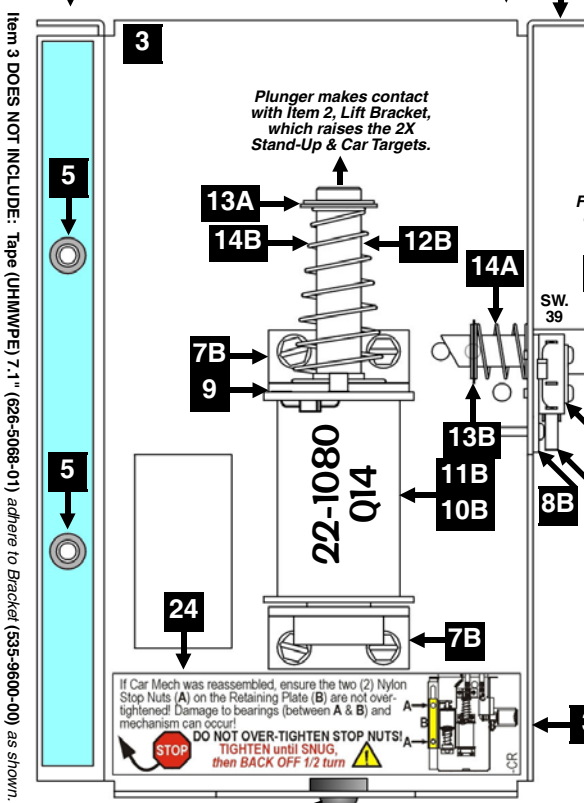 Item 3 DOES NOT INCLUDE: Tape (UHMWPE) 7.1" (626-5068-01) adhere to Bracket (535-9600-00) as shown.
3
Plunger makes contact
with Item 2, Lift Bracket,
which raises the 2X
Stand-Up & Car Targets.
5
13A
14B
12B
14A
SW.
39
7B
9
13B
11B
10B
22-1080
Q14
8B
5
24
7B
If Car Mech was reassembled, ensure the two (2) Nylon
Stop Nuts (A) on the Retaining Plate (B) are not over-
tightened! Damage to bearings (between A & B) and
mechanism can occur!
STOP
DO NOT OVER-TIGHTEN STOP NUTS!
TIGHTEN until SNUG,
then BACK OFF 1/2 turn
A
B
A
-CR